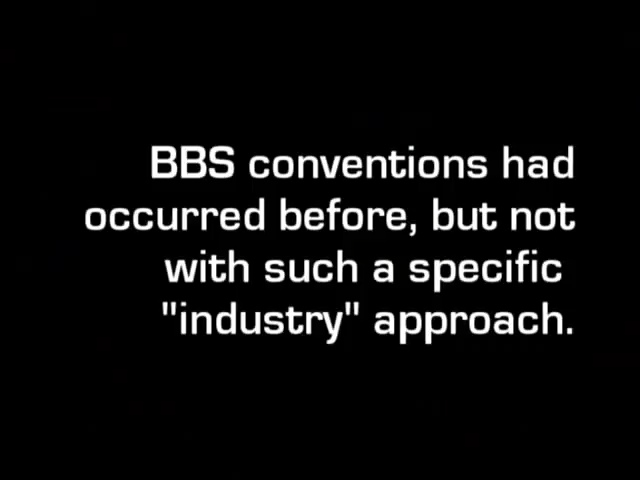 BBS conventions had
occurred before, but not
with such a specific
"industry" approach.